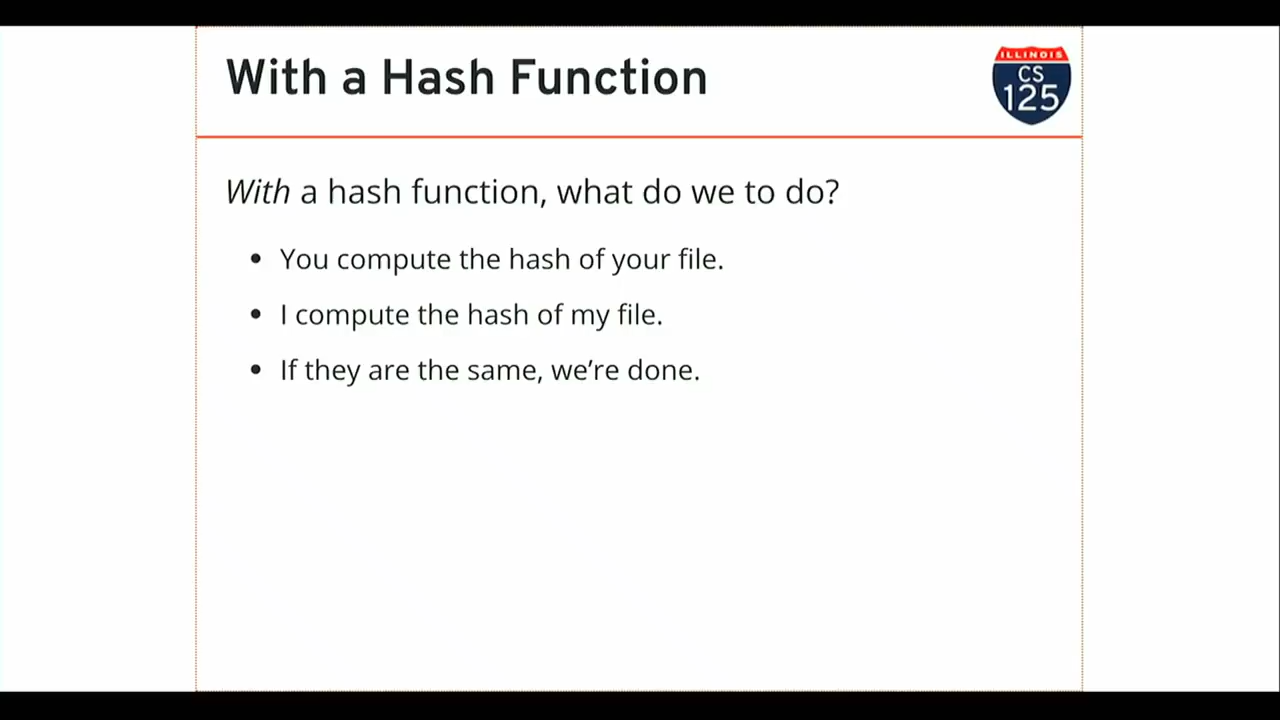 With a Hash Function
ILLINOIS
CS
125
With a hash function, what do we to do?
• You compute the hash of your file.
• I compute the hash of my file.
• If they are the same, we’re done.